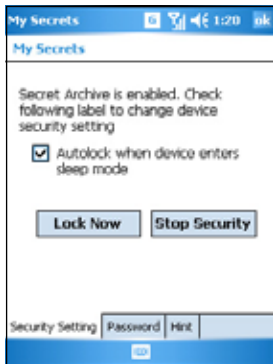 My Secrets G 1:20 ok
My Secrets
Secret Archive is enabled. Check
following label to change device
security setting
Autolock when device enters
sleep mode
Lock Now Stop Security
Security Setting Password Hint